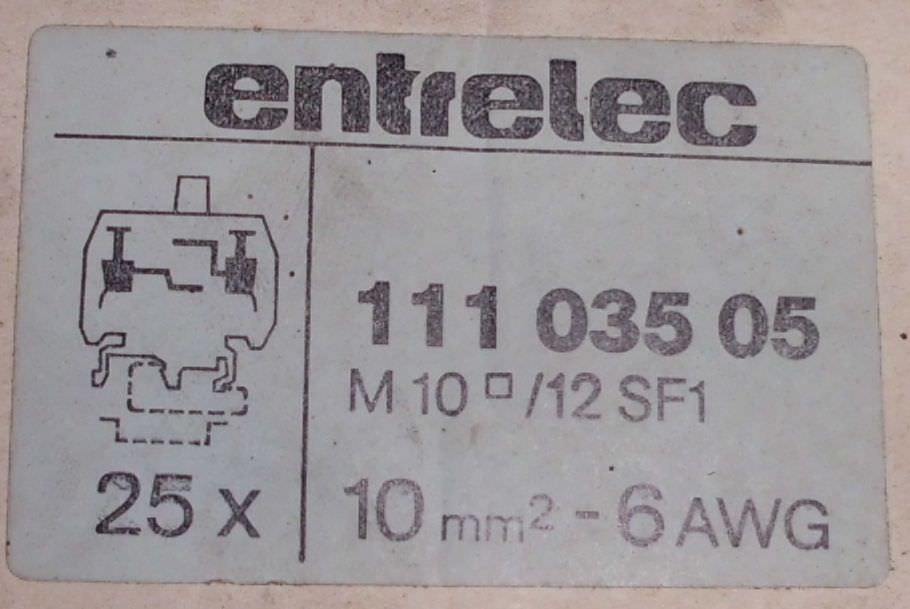 entrelec
111 035 05
M 10 □/12 SF1
25 x
10 mm² - 6 AWG